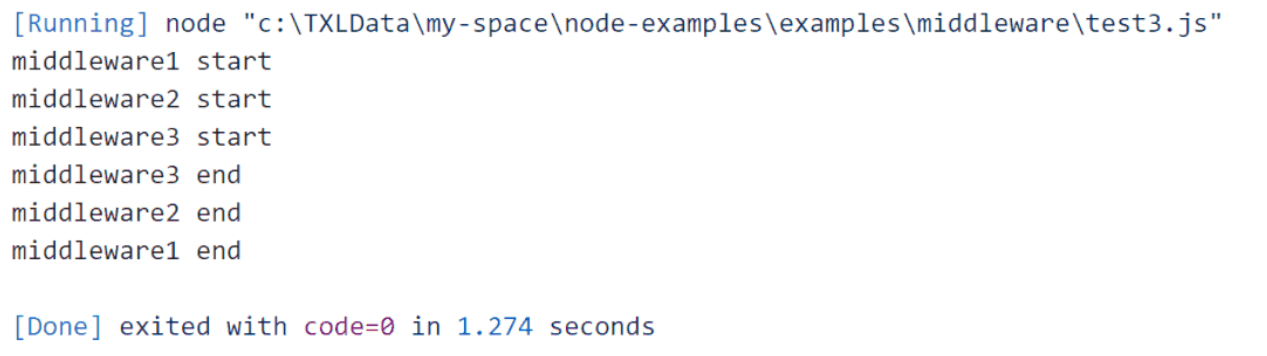 [Running] node "c:\TXLData\my-space\node-examples\examples\middleware\test3.js"
middleware1 start
middleware2 start
middleware3 start
middleware3 end
middleware2 end
middleware1 end
[Done] exited with code=0 in 1.274 seconds